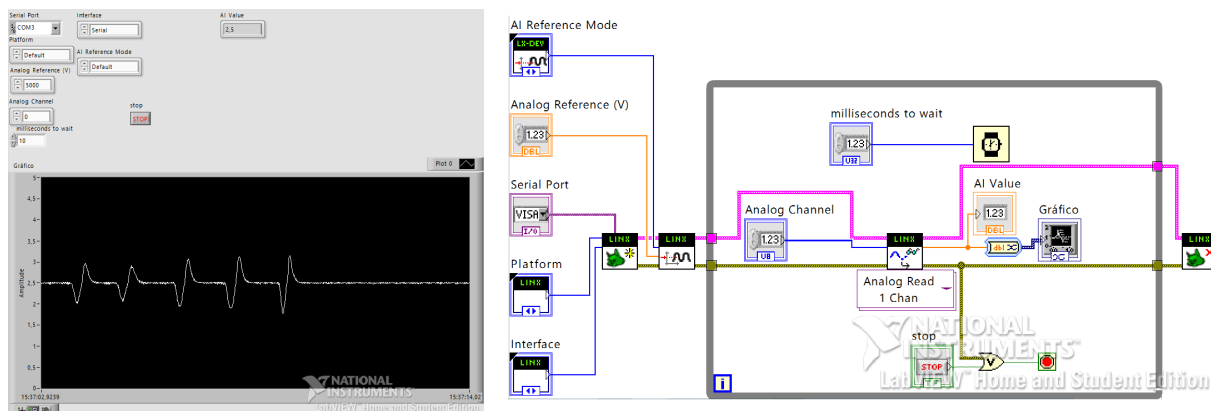 Serial Port
COM3
Interface
Serial
AI Value
2,5
Platform
Default
AI Reference Mode
Default
Analog Reference (V)
5000
Analog Channel
0
stop
STOP
milliseconds to wait
10
Gráfico
Plot 0
Amplitude
5-
4,5-
4-
3,5-
3-
2,5-
2-
1,5-
1-
0,5-
0-
15:37:02,9239
15:37:14,02
NATIONAL
INSTRUMENTS
LabVIEW Home and Student Edition
AI Reference Mode
LX-DEV
Analog Reference (V)
1.23
DBL
Serial Port
VISA
I/O
LINX
LINX
Platform
LINX
Interface
LINX
milliseconds to wait
1.23
U32
Analog Channel
1.23
U8
LINX
Analog Read
1 Chan
AI Value
1.23
DBL
dbl
Gráfico
LINX
stop
STOP
TF
V
i
NATIONAL
INSTRUMENTS
LabVIEW Home and Student Edition